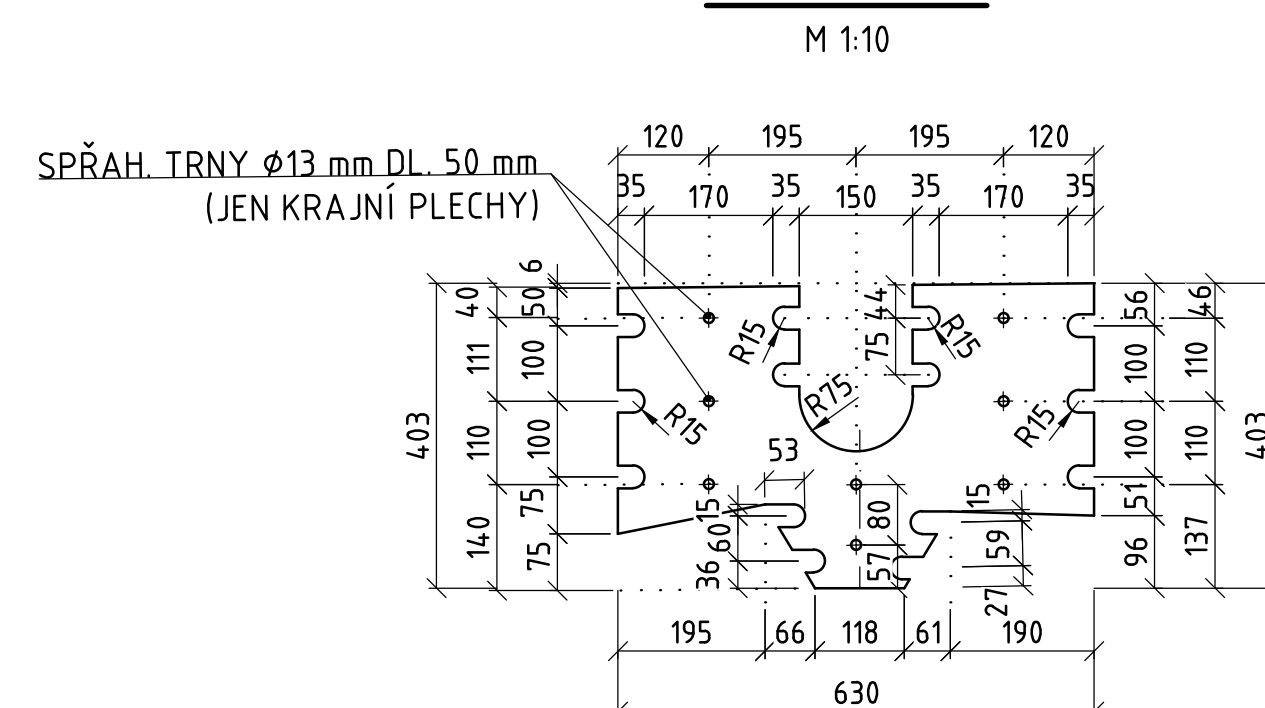 M 1:10
120 195 195 120
SPŘAH. TRNY ϕ13 mm DL. 50 mm
(JEN KRAJNÍ PLECHY)
35 170 35 150 35 170 35
6
40 50 44 56 46
R15 R15
111 100 75 100 110
R75
R15 R15
403 110 100 53 100 110 403
75 15 80 15 51
140 75 60 36 57 59 96 137
27
195 66 118 61 190
630